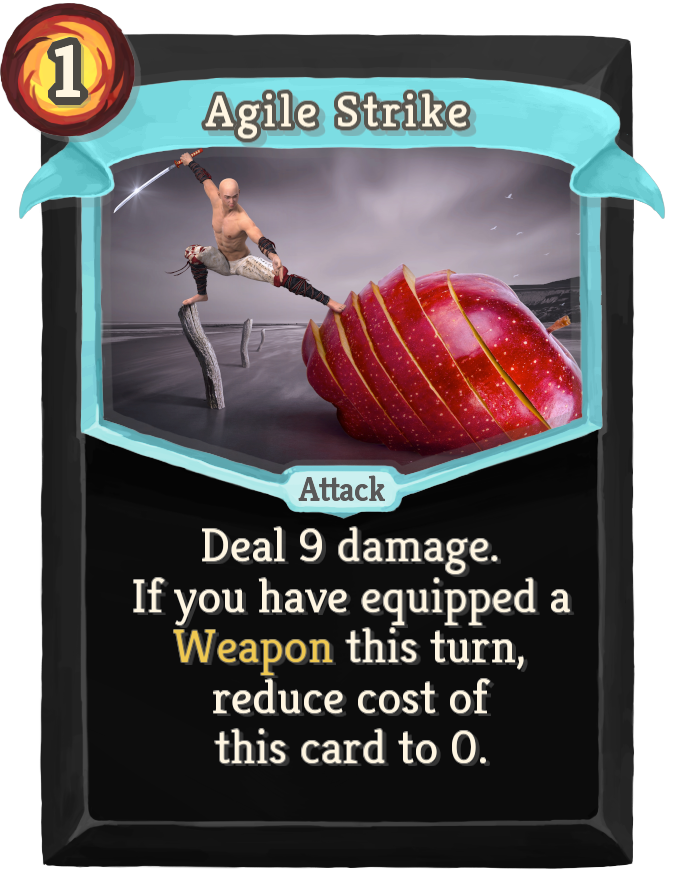 1
Agile Strike
Attack
Deal 9 damage.
If you have equipped a
Weapon this turn,
reduce cost of
this card to 0.